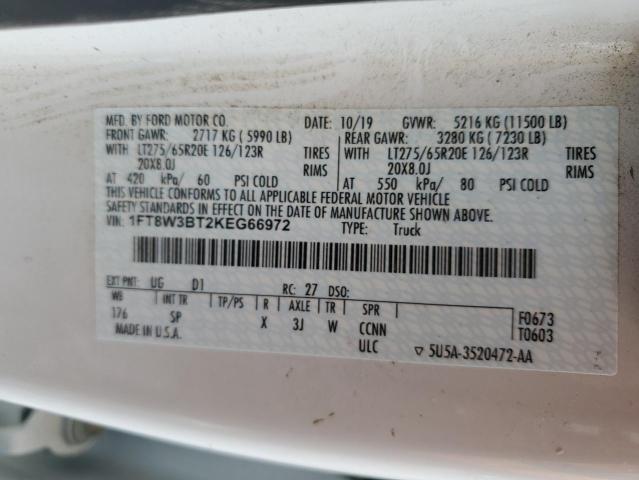 MFD. BY FORD MOTOR CO. DATE: 10/19 GVWR: 5216 KG (11500 LB)
FRONT GAWR: 2717 KG (5990 LB) REAR GAWR: 3280 KG (7230 LB)
WITH LT275/65R20E 126/123R TIRES WITH LT275/65R20E 126/123R TIRES
20X8.0J RIMS 20X8.0J RIMS
AT 420 kPa/ 60 PSI COLD AT 550 kPa/ 80 PSI COLD
THIS VEHICLE CONFORMS TO ALL APPLICABLE FEDERAL MOTOR VEHICLE
SAFETY STANDARDS IN EFFECT ON THE DATE OF MANUFACTURE SHOWN ABOVE.
VIN: 1FT8W3BT2KEG66972 TYPE: Truck
EXT PNT: UG D1 RC: 27 DSO:
WB INT TR TP/PS R AXLE TR SPR F0673
176 SP X 3J W CCNN T0603
MADE IN U.S.A. ULC ▽ 5U5A-3520472-AA